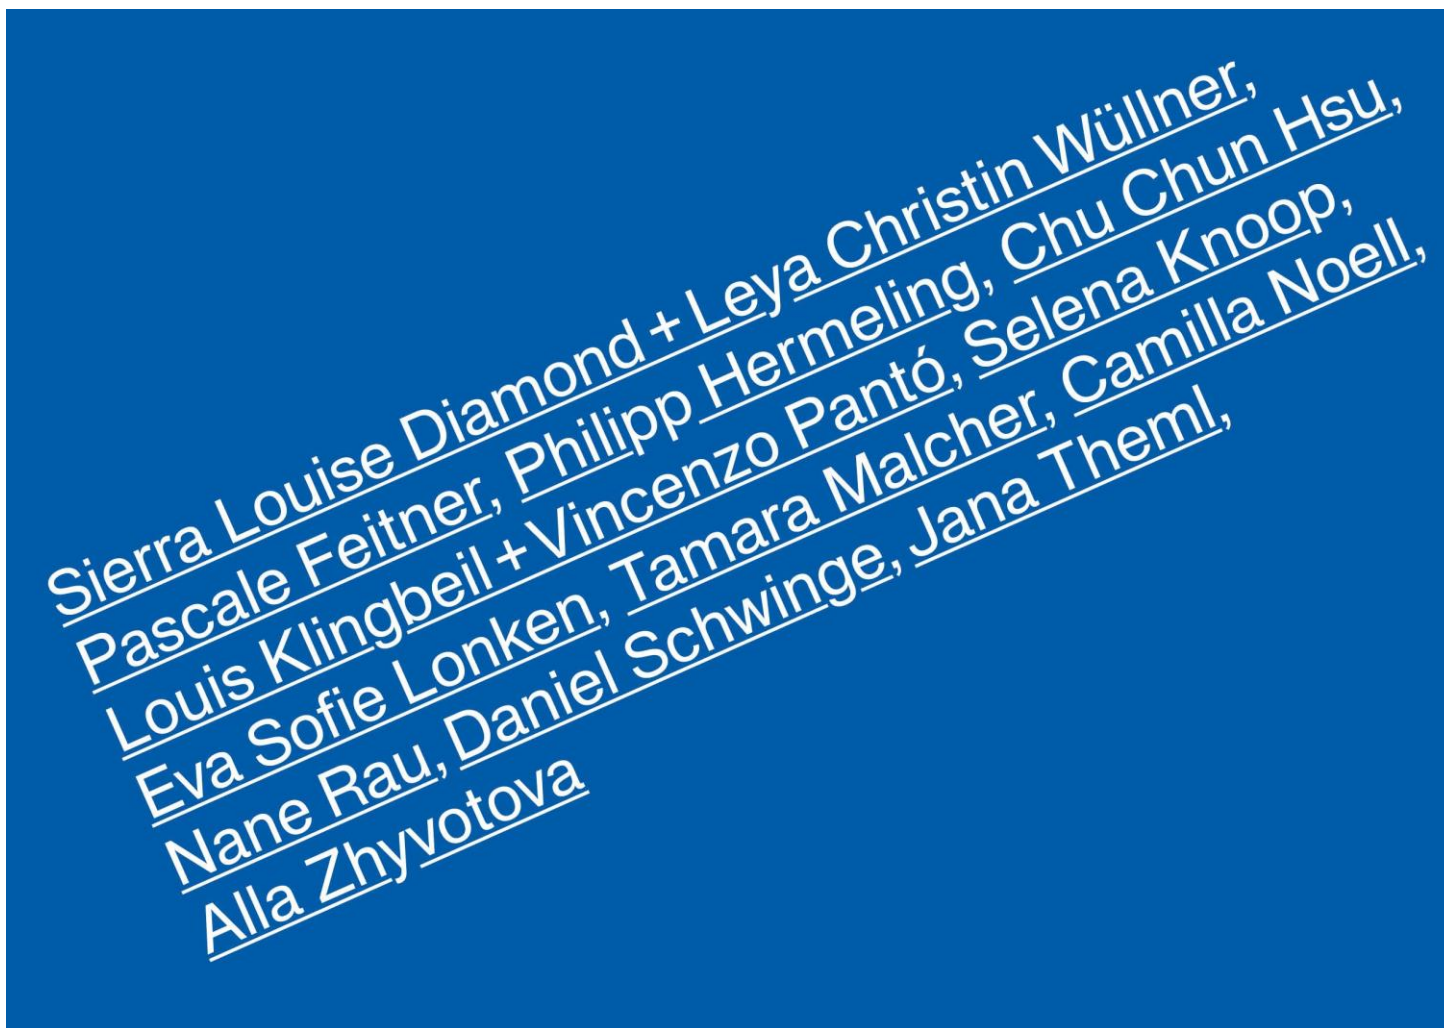 Sierra Louise Diamond + Leya Christin Wüllner,
Pascale Feitner, Philipp Hermeling, Chu Chun Hsu,
Louis Klingbeil + Vincenzo Pantó, Selena Knoop,
Eva Sofie Lonken, Tamara Malcher, Camilla Noell,
Nane Rau, Daniel Schwinge, Jana Theml,
Alla Zhyvotova